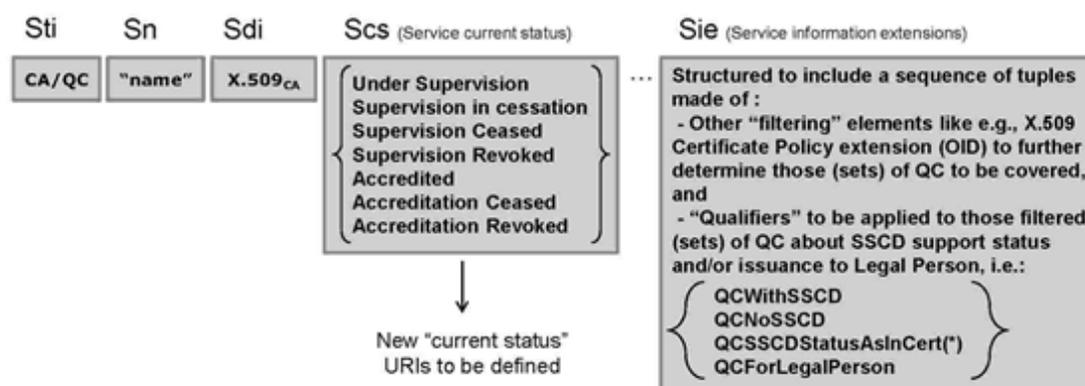 Sti Sn Sdi Scs (Service current status) Sie (Service information extensions)
CA/QC "name" X.509CA
Under Supervision
Supervision in cessation
Supervision Ceased
Supervision Revoked
Accredited
Accreditation Ceased
Accreditation Revoked
...
Structured to include a sequence of tuples
made of :
- Other “filtering” elements like e.g., X.509
Certificate Policy extension (OID) to further
determine those (sets) of QC to be covered,
and
- “Qualifiers” to be applied to those filtered
(sets) of QC about SSCD support status
and/or issuance to Legal Person, i.e.:
QCWithSSCD
QCNoSSCD
QCSSCDStatusAsInCert(*)
QCForLegalPerson
New “current status”
URIs to be defined